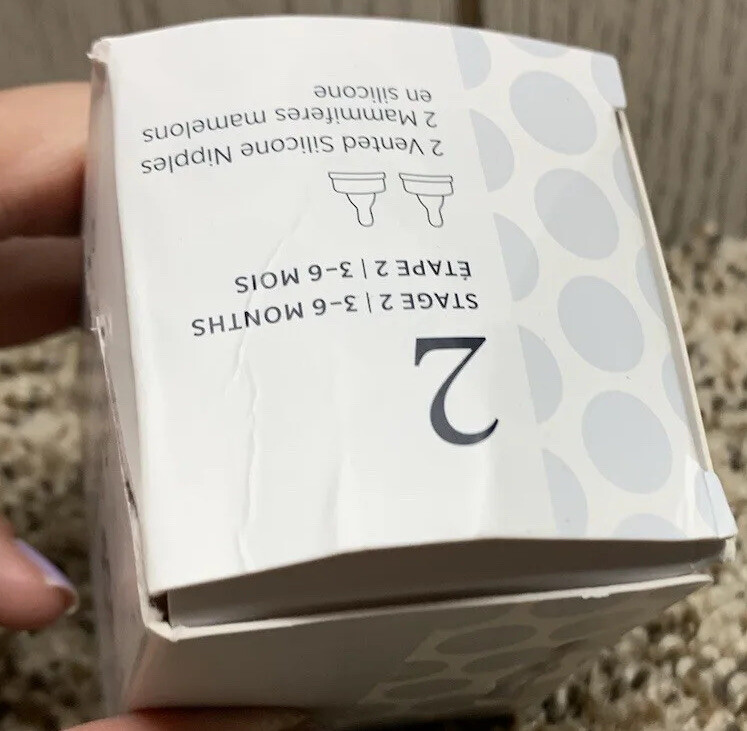 2
STAGE 2 | 3-6 MONTHS
ÉTAPE 2 | 3-6 MOIS
2 Vented Silicone Nipples
2 Mammiferes mamelons
en silicone